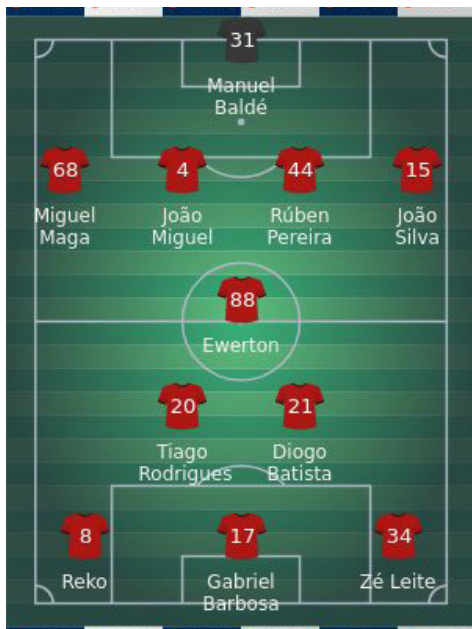 31
Manuel
Baldé
68 4 44 15
Miguel João Rúben João
Maga Miguel Pereira Silva
88
Ewerton
20 21
Tiago Diogo
Rodrigues Batista
8 17 34
Reko Gabriel Zé Leite
Barbosa